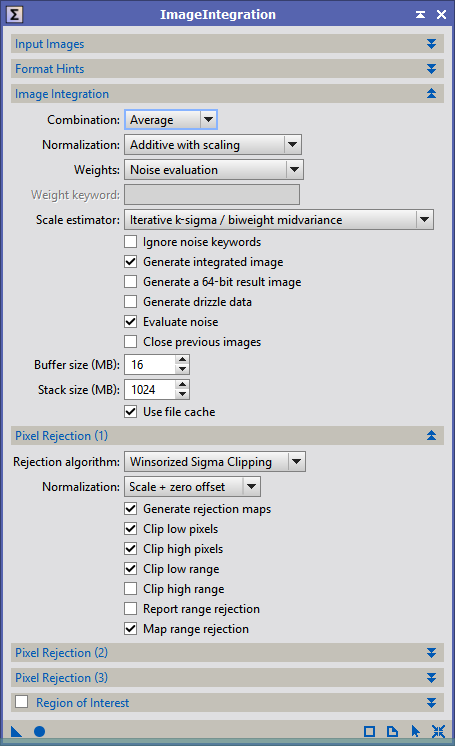 Σ ImageIntegration
Input Images
Format Hints
Image Integration
Combination: Average
Normalization: Additive with scaling
Weights: Noise evaluation
Weight keyword:
Scale estimator: Iterative k-sigma / biweight midvariance
Ignore noise keywords
Generate integrated image
Generate a 64-bit result image
Generate drizzle data
Evaluate noise
Close previous images
Buffer size (MB): 16
Stack size (MB): 1024
Use file cache
Pixel Rejection (1)
Rejection algorithm: Winsorized Sigma Clipping
Normalization: Scale + zero offset
Generate rejection maps
Clip low pixels
Clip high pixels
Clip low range
Clip high range
Report range rejection
Map range rejection
Pixel Rejection (2)
Pixel Rejection (3)
Region of Interest